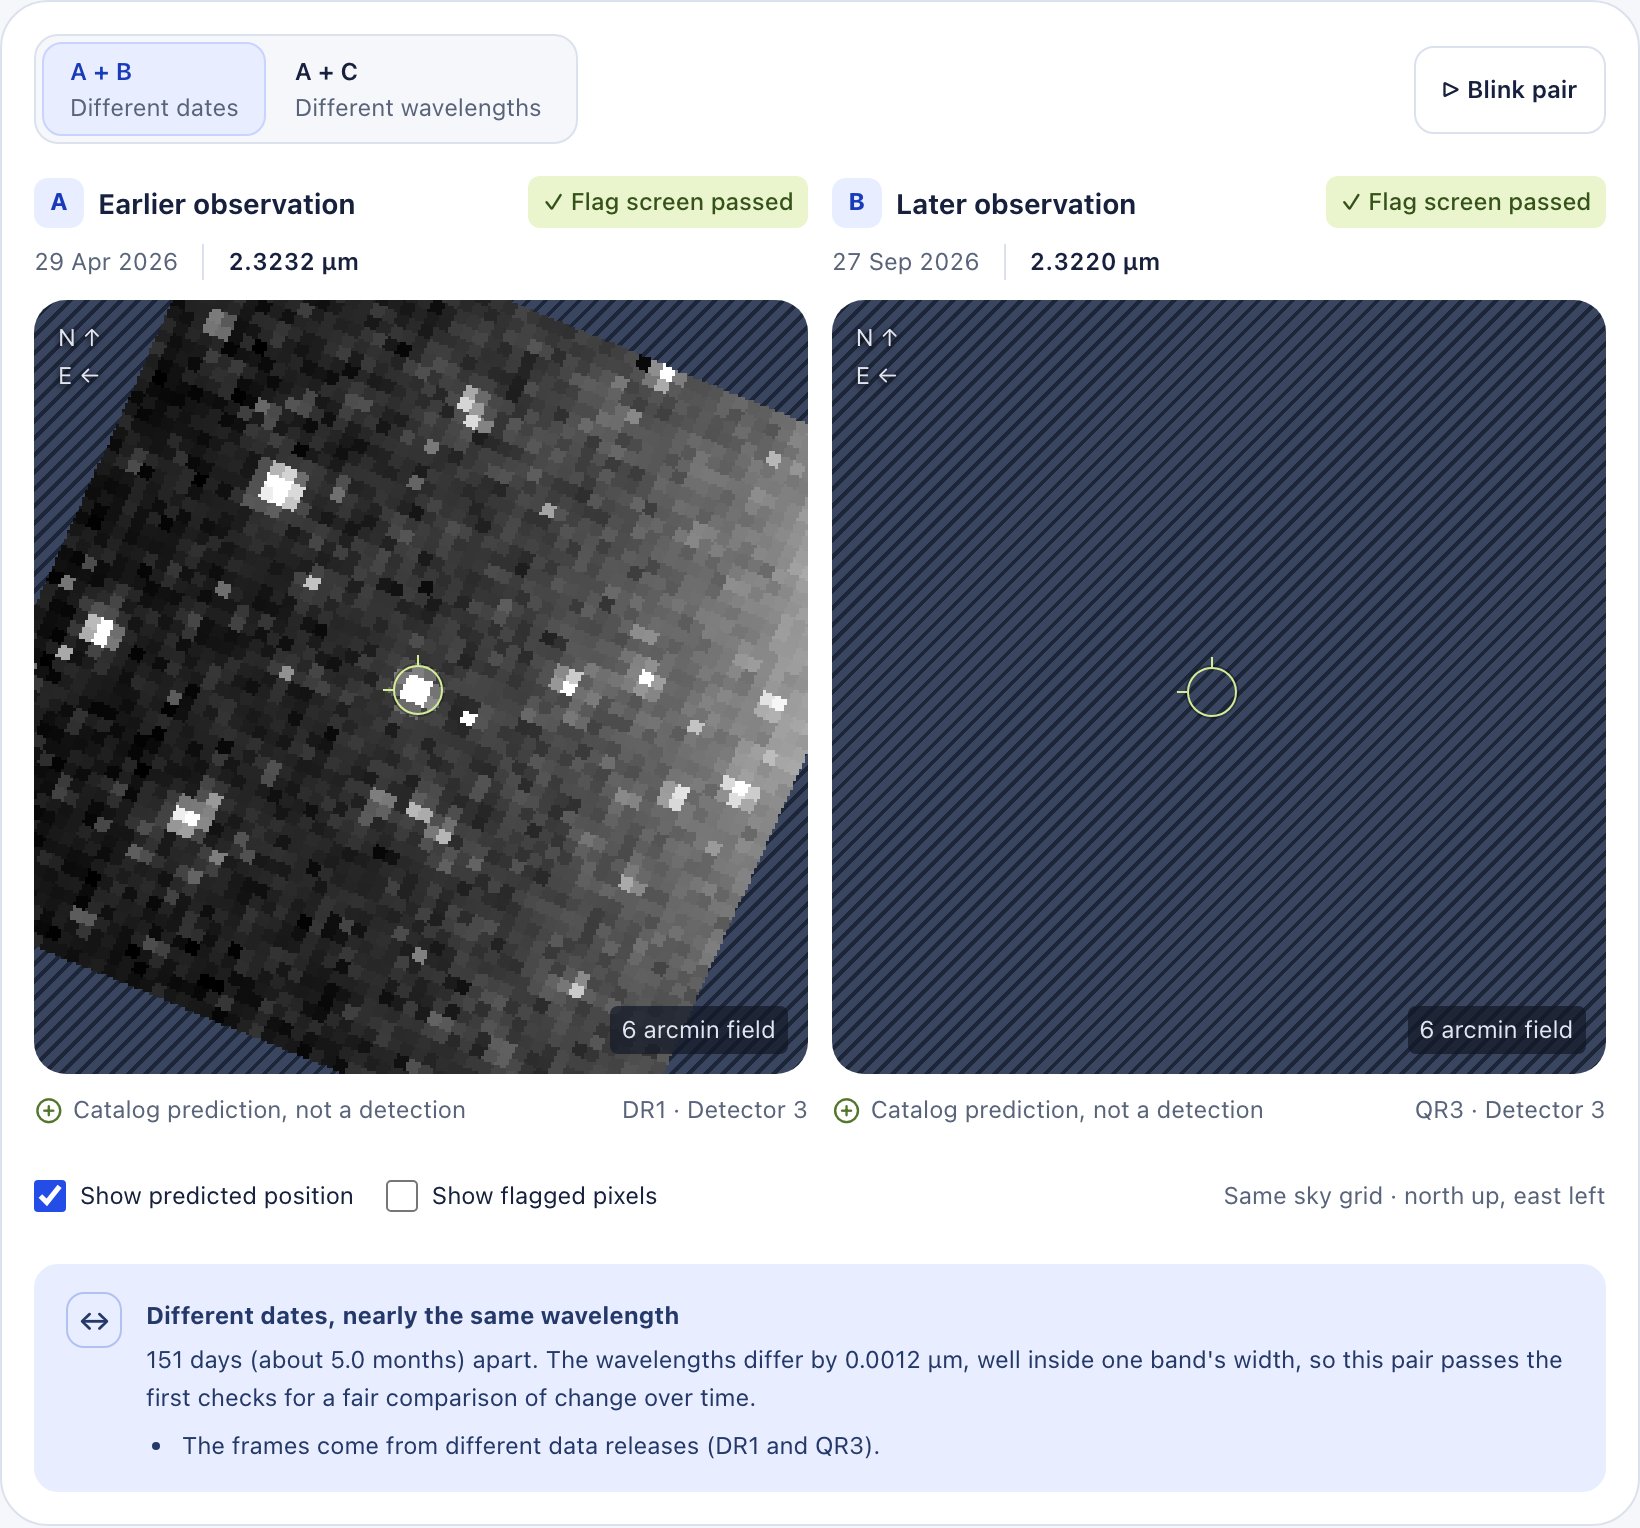 A + B
Different dates
A + C
Different wavelengths
Blink pair
A Earlier observation
✓ Flag screen passed
29 Apr 2026
2.3232 µm
B Later observation
✓ Flag screen passed
27 Sep 2026
2.3220 µm
N ↑
E ←
6 arcmin field
N ↑
E ←
6 arcmin field
Catalog prediction, not a detection
DR1 · Detector 3
Catalog prediction, not a detection
QR3 · Detector 3
Show predicted position
Show flagged pixels
Same sky grid · north up, east left
Different dates, nearly the same wavelength
151 days (about 5.0 months) apart. The wavelengths differ by 0.0012 µm, well inside one band's width, so this pair passes the
first checks for a fair comparison of change over time.
• The frames come from different data releases (DR1 and QR3).